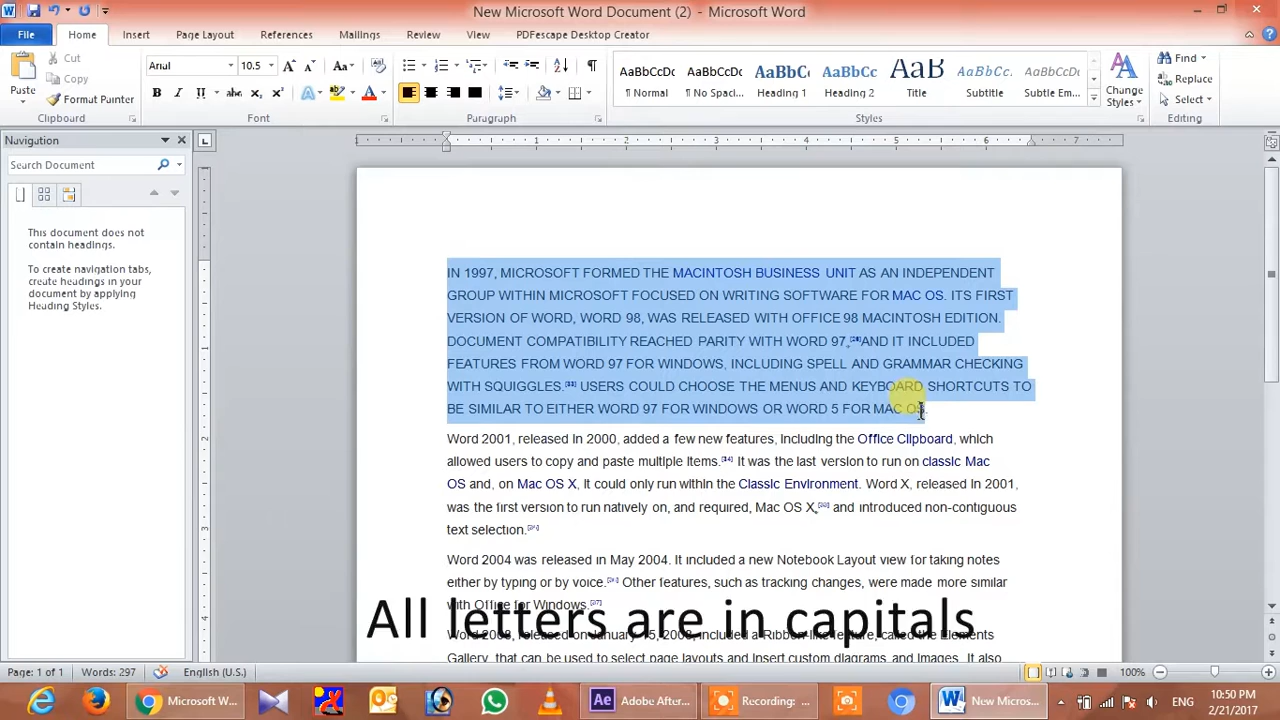 New Microsoft Word Document (2) - Microsoft Word
File Home Insert Page Layout References Mailings Review View PDFescape Desktop Creator
Paste
Cut
Copy
Format Painter
Clipboard
Arial 10.5
Font
Paragraph
AaBbCcDc AaBbCcDc AaBbCc AaBbCc AaB AaBbCcI AaBbCcDc
¶ Normal ¶ No Spaci... Heading 1 Heading 2 Title Subtitle Subtle Em...
Change Styles
Styles
Find
Replace
Select
Editing
Navigation
Search Document
This document does not
contain headings.
To create navigation tabs,
create headings in your
document by applying
Heading Styles.
1 2 3 4 5 6 7
2
3
IN 1997, MICROSOFT FORMED THE MACINTOSH BUSINESS UNIT AS AN INDEPENDENT
GROUP WITHIN MICROSOFT FOCUSED ON WRITING SOFTWARE FOR MAC OS. ITS FIRST
VERSION OF WORD, WORD 98, WAS RELEASED WITH OFFICE 98 MACINTOSH EDITION.
DOCUMENT COMPATIBILITY REACHED PARITY WITH WORD 97, AND IT INCLUDED
FEATURES FROM WORD 97 FOR WINDOWS, INCLUDING SPELL AND GRAMMAR CHECKING
WITH SQUIGGLES. USERS COULD CHOOSE THE MENUS AND KEYBOARD SHORTCUTS TO
BE SIMILAR TO EITHER WORD 97 FOR WINDOWS OR WORD 5 FOR MAC OS.
Word 2001, released in 2000, added a few new features, including the Office Clipboard, which
allowed users to copy and paste multiple items. It was the last version to run on classic Mac
OS and, on Mac OS X, it could only run within the Classic Environment. Word X, released in 2001,
was the first version to run natively on, and required, Mac OS X, and introduced non-contiguous
text selection.
Word 2004 was released in May 2004. It included a new Notebook Layout view for taking notes
either by typing or by voice. Other features, such as tracking changes, were made more similar
with Office for Windows.
All letters are in capitals
Word 2008, released on January 15, 2008, included a Ribbon-like feature, called the Elements
Gallery, that can be used to select page layouts and insert custom diagrams and images. It also
Page: 1 of 1 Words: 297 English (U.S.) 100%
Microsoft W... Adobe After... Recording: ... New Micros... ENG
10:50 PM
2/21/2017